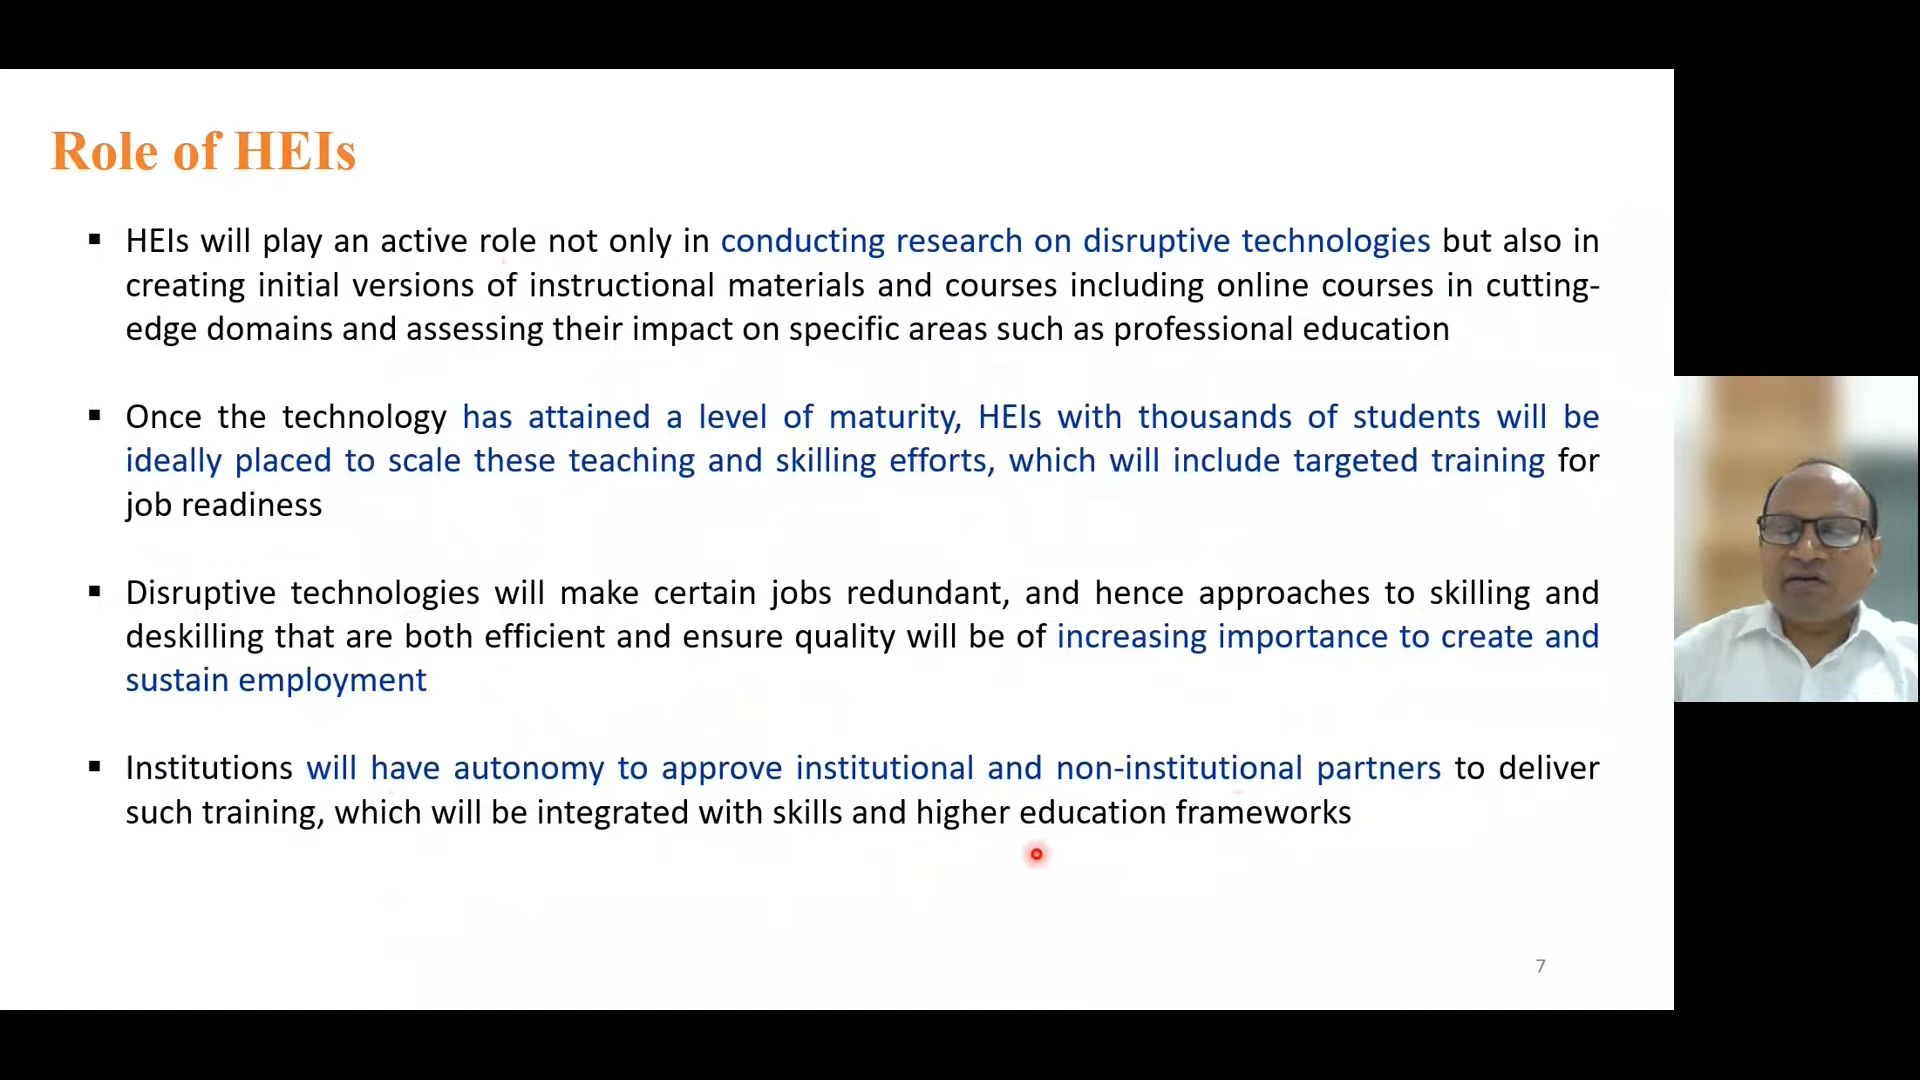 Role of HEIs
▪ HEIs will play an active role not only in conducting research on disruptive technologies but also in
creating initial versions of instructional materials and courses including online courses in cutting-
edge domains and assessing their impact on specific areas such as professional education
▪ Once the technology has attained a level of maturity, HEIs with thousands of students will be
ideally placed to scale these teaching and skilling efforts, which will include targeted training for
job readiness
▪ Disruptive technologies will make certain jobs redundant, and hence approaches to skilling and
deskilling that are both efficient and ensure quality will be of increasing importance to create and
sustain employment
▪ Institutions will have autonomy to approve institutional and non-institutional partners to deliver
such training, which will be integrated with skills and higher education frameworks
7